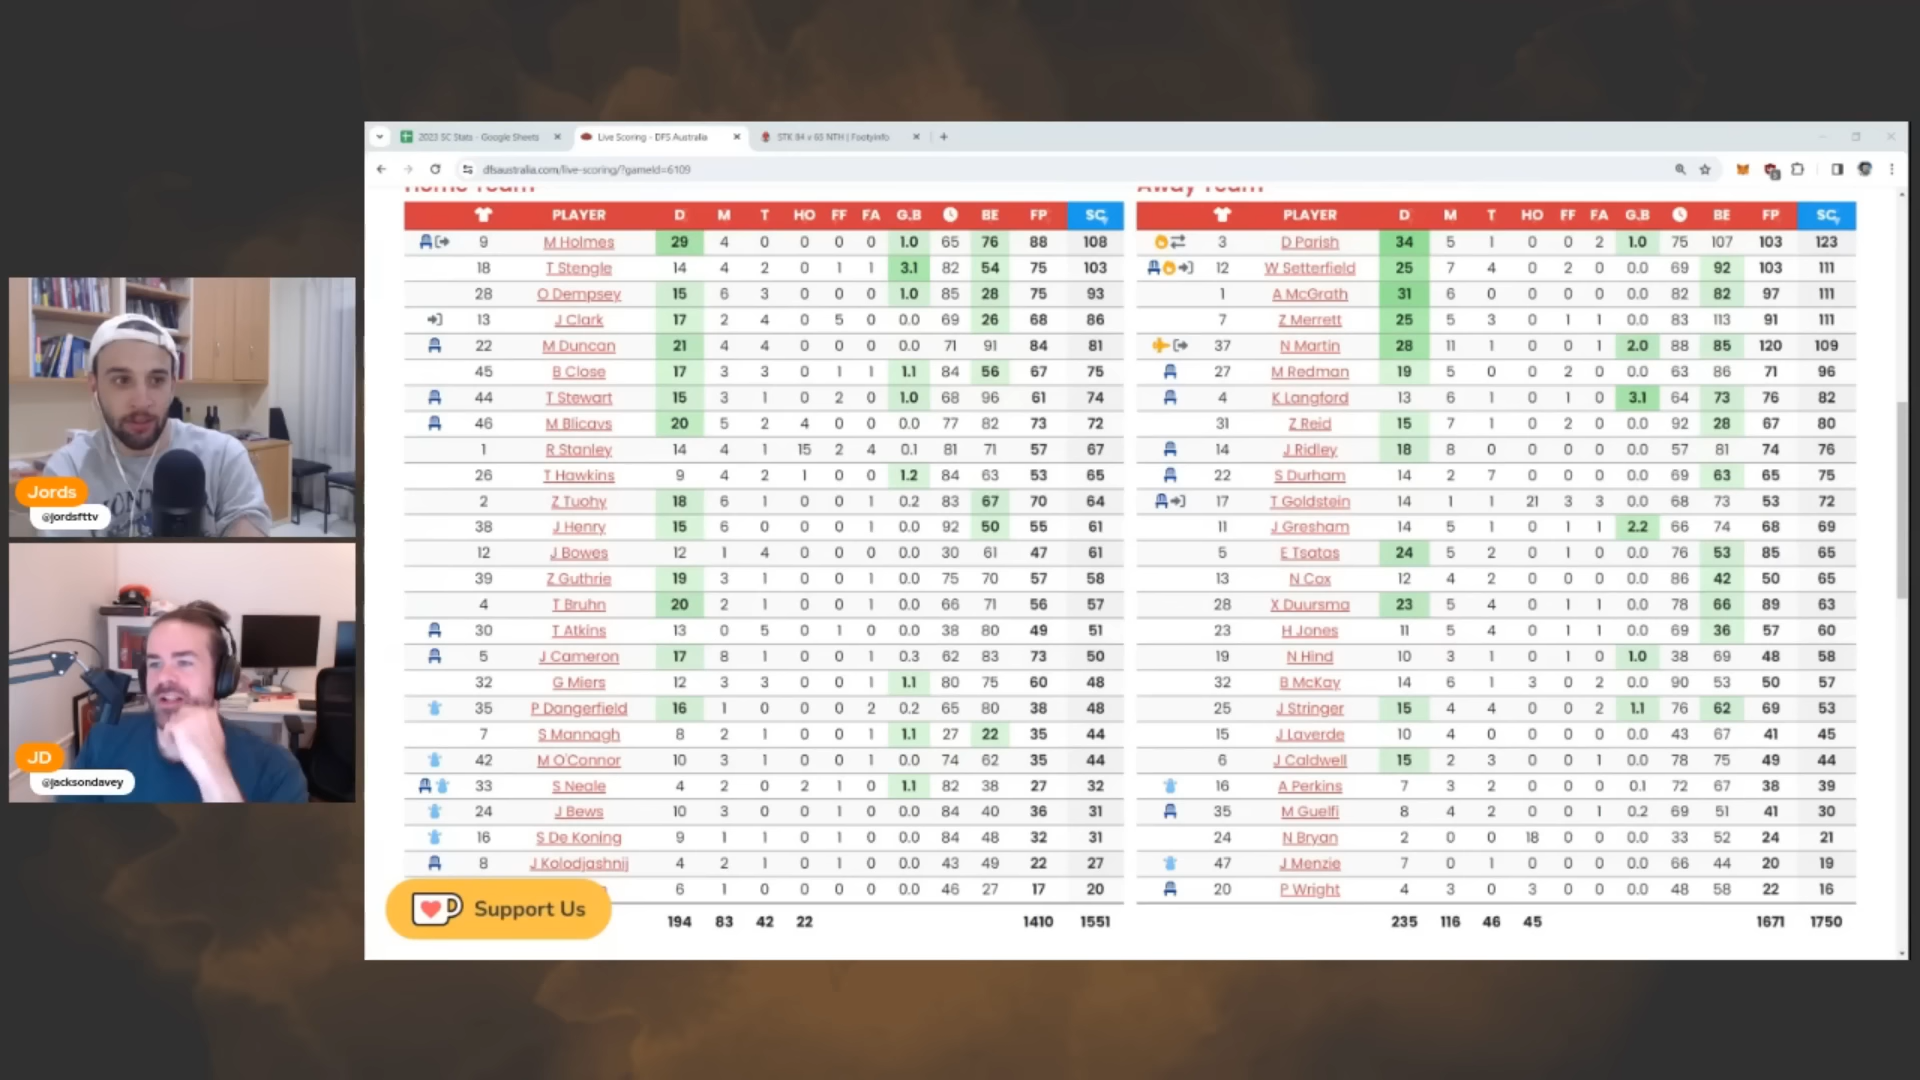 2023 SC Stats - Google Sheets
Live Scoring - DFS Australia
STK 84 v 65 NTH | Footyinfo
dfsaustralia.com/live-scoring/?gameId=6109
Home Team Away Team
PLAYER D M T HO FF FA G.B BE FP SC PLAYER D M T HO FF FA G.B BE FP SC
9 M Holmes 29 4 0 0 0 0 1.0 65 76 88 108 3 D Parish 34 5 1 0 0 2 1.0 75 107 103 123
18 T Stengle 14 4 2 0 1 1 3.1 82 54 75 103 12 W Setterfield 25 7 4 0 2 0 0.0 69 92 103 111
28 O Dempsey 15 6 3 0 0 0 1.0 85 28 75 93 1 A McGrath 31 6 0 0 0 0 0.0 82 82 97 111
13 J Clark 17 2 4 0 5 0 0.0 69 26 68 86 7 Z Merrett 25 5 3 0 1 1 0.0 83 113 91 111
22 M Duncan 21 4 4 0 0 0 0.0 71 91 84 81 37 N Martin 28 11 1 0 0 1 2.0 88 85 120 109
45 B Close 17 3 3 0 1 1 1.1 84 56 67 75 27 M Redman 19 5 0 0 2 0 0.0 63 86 71 96
44 T Stewart 15 3 1 0 2 0 1.0 68 96 61 74 4 K Langford 13 6 1 0 1 0 3.1 64 73 76 82
46 M Blicavs 20 5 2 4 0 0 0.0 77 82 73 72 31 Z Reid 15 7 1 0 2 0 0.0 92 28 67 80
1 R Stanley 14 4 1 15 2 4 0.1 81 71 57 67 14 J Ridley 18 8 0 0 0 0 0.0 57 81 74 76
26 T Hawkins 9 4 2 1 0 0 1.2 84 63 53 65 22 S Durham 14 2 7 0 0 0 0.0 69 63 65 75
2 Z Tuohy 18 6 1 0 0 1 0.2 83 67 70 64 17 T Goldstein 14 1 1 21 3 3 0.0 68 73 53 72
38 J Henry 15 6 0 0 0 1 0.0 92 50 55 61 11 J Gresham 14 5 1 0 1 1 2.2 66 74 68 69
12 J Bowes 12 1 4 0 0 0 0.0 30 61 47 61 5 E Tsatas 24 5 2 0 1 0 0.0 76 53 85 65
39 Z Guthrie 19 3 1 0 0 1 0.0 75 70 57 58 13 N Cox 12 4 2 0 0 0 0.0 86 42 50 65
4 T Bruhn 20 2 1 0 0 1 0.0 66 71 56 57 28 X Duursma 23 5 4 0 1 1 0.0 78 66 89 63
30 T Atkins 13 0 5 0 1 0 0.0 38 80 49 51 23 H Jones 11 5 4 0 1 1 0.0 69 36 57 60
5 J Cameron 17 8 1 0 0 1 0.3 62 83 73 50 19 N Hind 10 3 1 0 1 0 1.0 38 69 48 58
32 G Miers 12 3 3 0 0 1 1.1 80 75 60 48 32 B McKay 14 6 1 3 0 2 0.0 90 53 50 57
35 P Dangerfield 16 1 0 0 0 2 0.2 65 80 38 48 25 J Stringer 15 4 4 0 0 2 1.1 76 62 69 53
7 S Mannagh 8 2 1 0 0 1 1.1 27 22 35 44 15 J Laverde 10 4 0 0 0 0 0.0 43 67 41 45
42 M O'Connor 10 3 1 0 0 1 0.0 74 62 35 44 6 J Caldwell 15 2 3 0 0 1 0.0 78 75 49 44
33 S Neale 4 2 0 2 1 0 1.1 82 38 27 32 16 A Perkins 7 3 2 0 0 0 0.1 72 67 38 39
24 J Bews 10 3 0 0 1 0 0.0 84 40 36 31 35 M Guelfi 8 4 2 0 0 1 0.2 69 51 41 30
16 S De Koning 9 1 1 0 1 0 0.0 84 48 32 31 24 N Bryan 2 0 0 18 0 0 0.0 33 52 24 21
8 J Kolodjashnij 4 2 1 0 1 0 0.0 43 49 22 27 47 J Menzie 7 0 1 0 0 0 0.0 66 44 20 19
6 1 0 0 0 0 0.0 46 27 17 20 20 P Wright 4 3 0 3 0 0 0.0 48 58 22 16
194 83 42 22 1410 1551 235 116 46 45 1671 1750
Support Us
Jords
@jordsfttv
JD
@jacksondavey